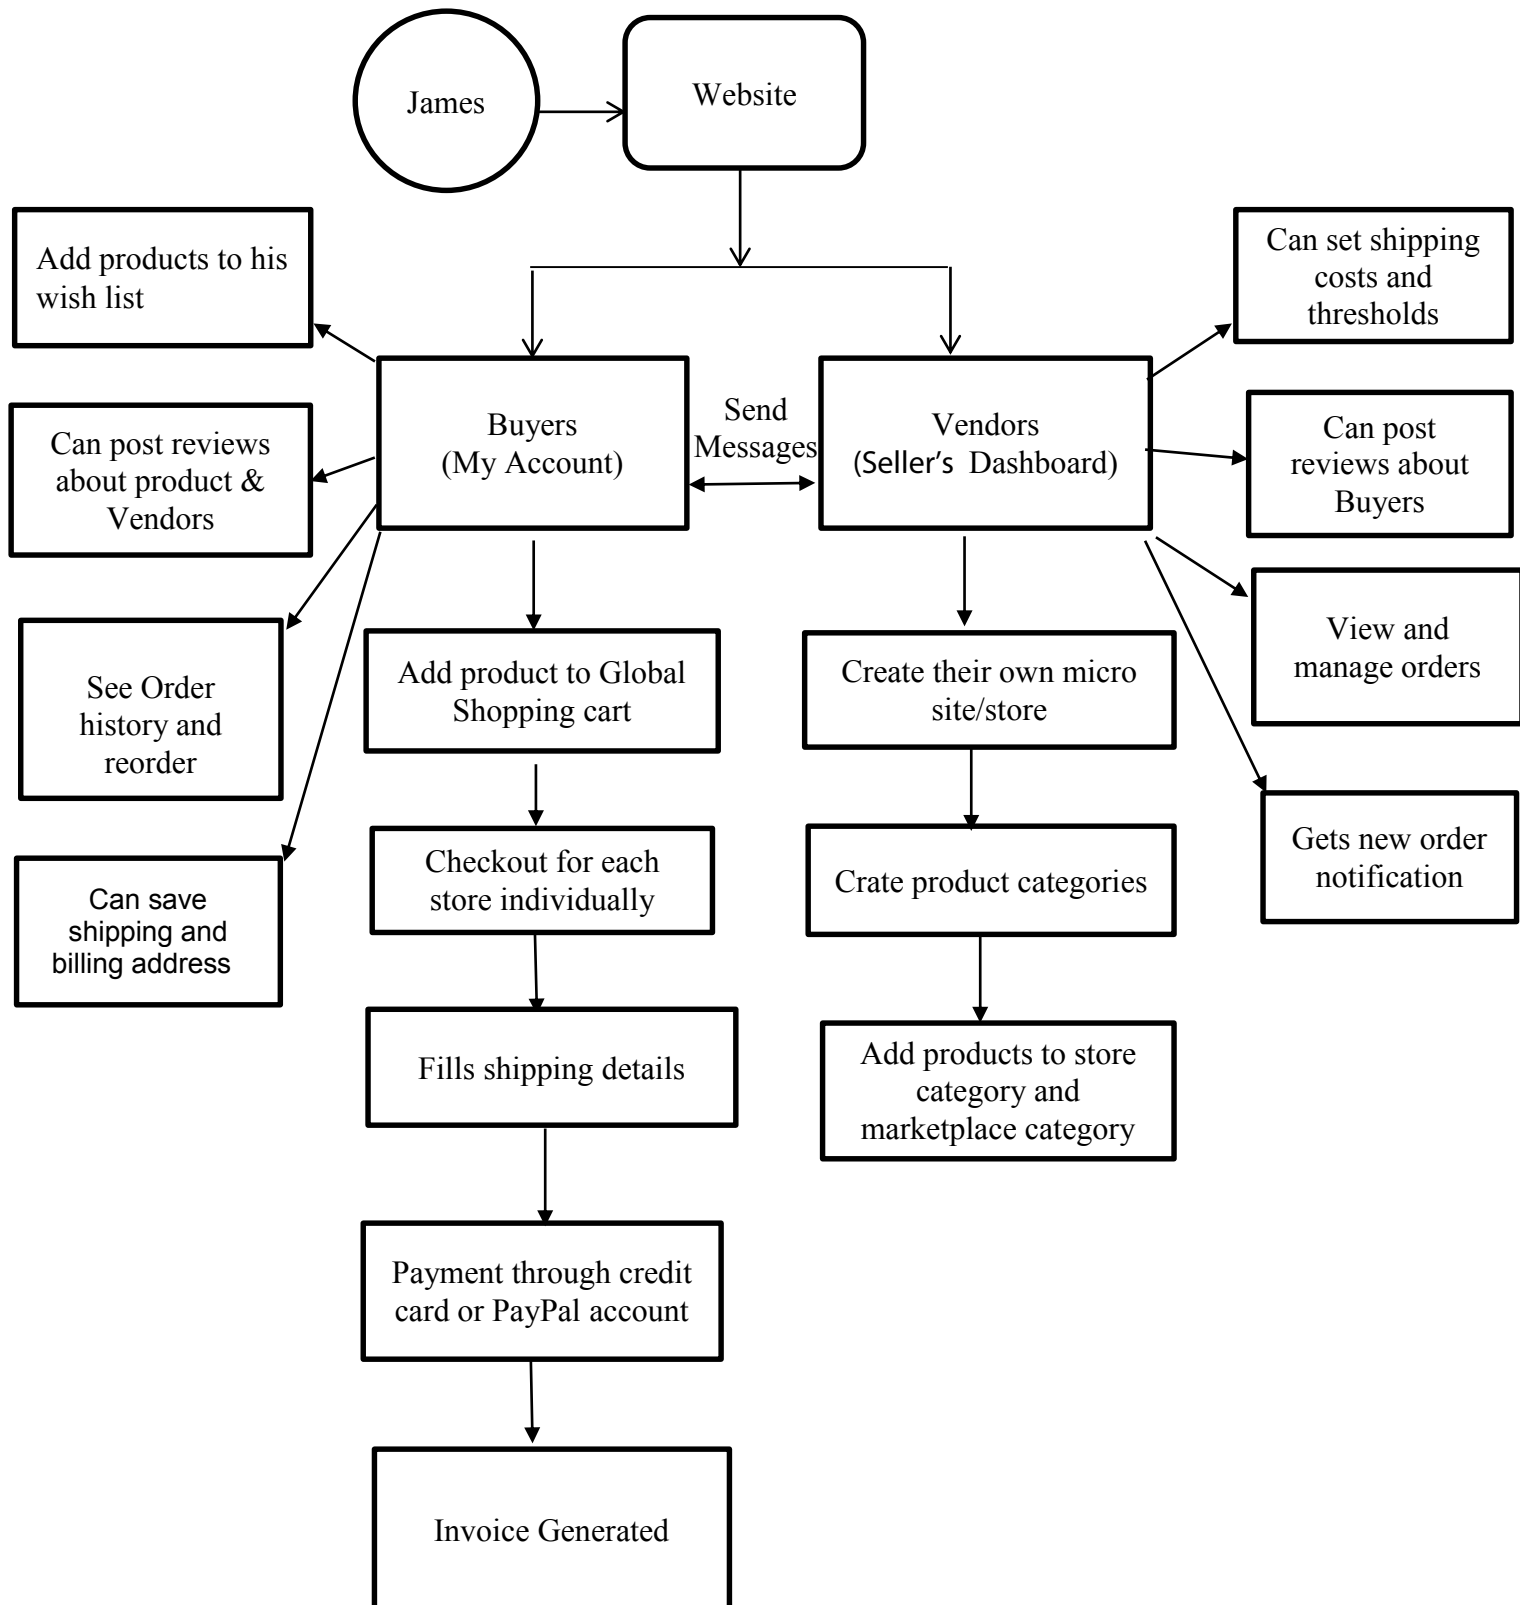 James
Website
Add products to his
wish list
Can set shipping
costs and
thresholds
Buyers
(My Account)
Send
Messages
Vendors
(Seller's Dashboard)
Can post reviews
about product &
Vendors
Can post
reviews about
Buyers
See Order
history and
reorder
Add product to Global
Shopping cart
Create their own micro
site/store
View and
manage orders
Can save
shipping and
billing address
Checkout for each
store individually
Crate product categories
Gets new order
notification
Fills shipping details
Add products to store
category and
marketplace category
Payment through credit
card or PayPal account
Invoice Generated